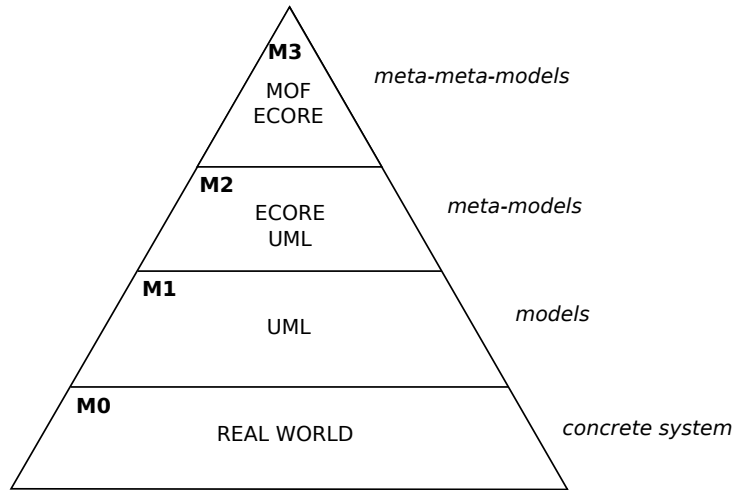 M3
MOF
ECORE
meta-meta-models
M2
ECORE
UML
meta-models
M1
UML
models
M0
REAL WORLD
concrete system